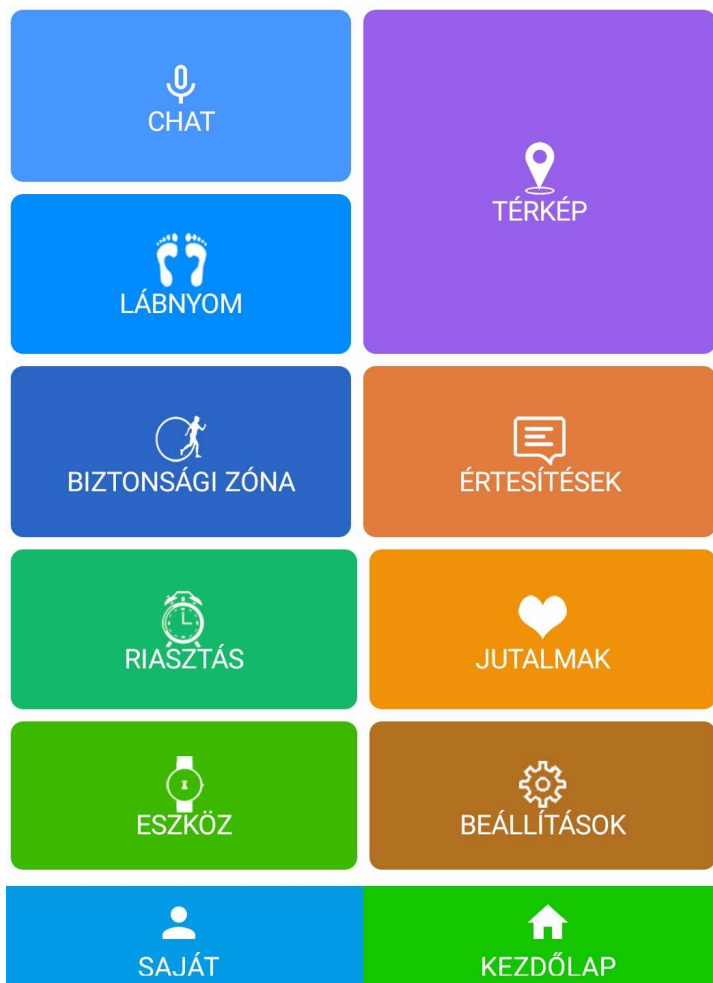 CHAT
TÉRKÉP
LÁBNYOM
BIZTONSÁGI ZÓNA
ÉRTESÍTÉSEK
RIASZTÁS
JUTALMAK
ESZKÖZ
BEÁLLÍTÁSOK
SAJÁT
KEZDŐLAP